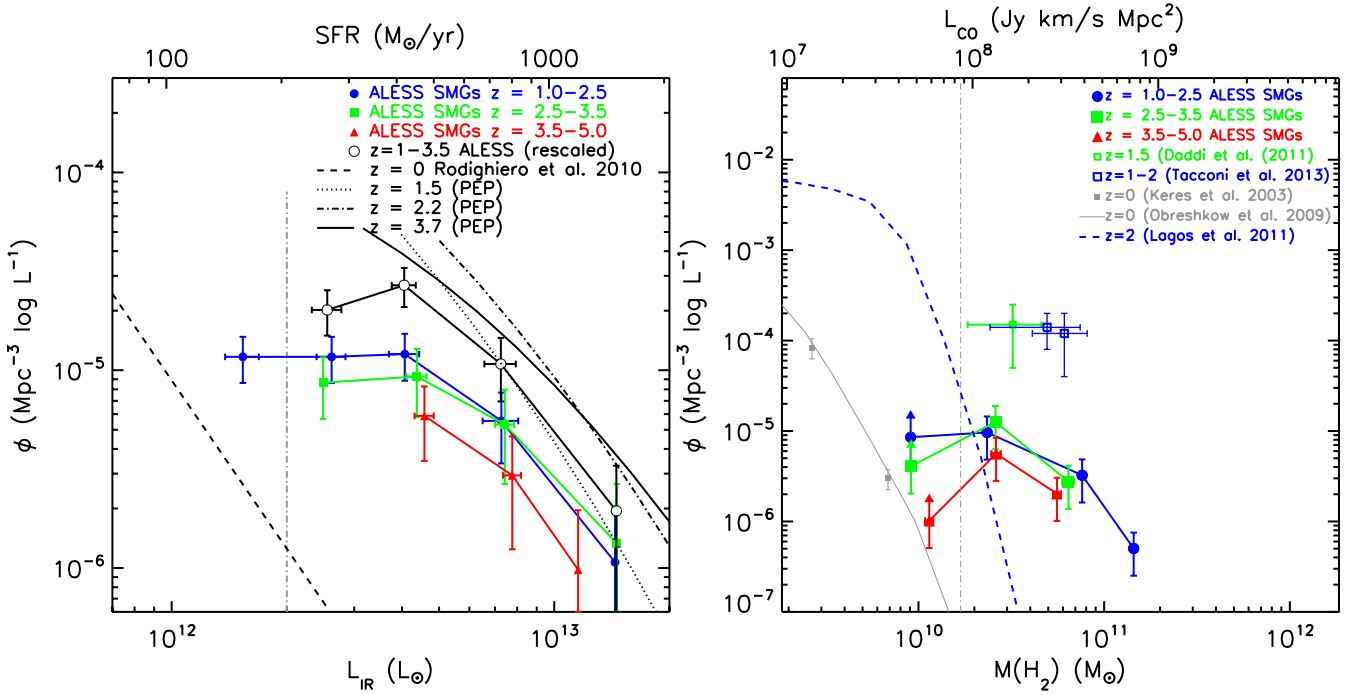 SFR (M☉/yr)
100 1000
ALESS SMGs z = 1.0−2.5
ALESS SMGs z = 2.5−3.5
ALESS SMGs z = 3.5−5.0
z=1−3.5 ALESS (rescaled)
z = 0 Rodighiero et al. 2010
z = 1.5 (PEP)
z = 2.2 (PEP)
z = 3.7 (PEP)
10⁻⁴
10⁻⁵
10⁻⁶
ϕ (Mpc⁻³ log L⁻¹)
10¹² 10¹³
L_IR (L☉)
L_CO (Jy km/s Mpc²)
10⁷ 10⁸ 10⁹
z = 1.0−2.5 ALESS SMGs
z = 2.5−3.5 ALESS SMGs
z = 3.5−5.0 ALESS SMGs
z=1.5 (Daddi et al. (2011)
z=1−2 (Tacconi et al. 2013)
z=0 (Keres et al. 2003)
z=0 (Obreshkow et al. 2009)
z=2 (Lagos et al. 2011)
10⁻²
10⁻³
10⁻⁴
10⁻⁵
10⁻⁶
10⁻⁷
ϕ (Mpc⁻³ log L⁻¹)
10¹⁰ 10¹¹ 10¹²
M(H₂) (M☉)